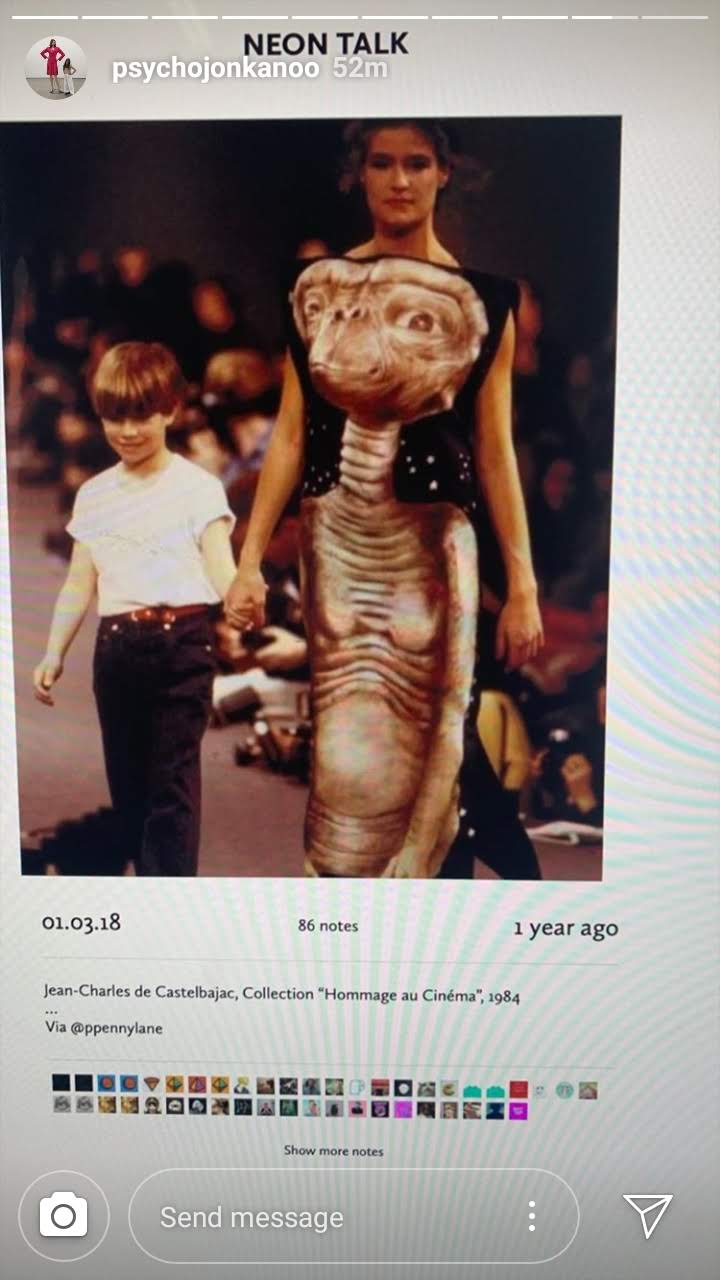 NEON TALK
psychojonkanoo 52m
01.03.18
86 notes
1 year ago
Jean-Charles de Castelbajac, Collection “Hommage au Cinéma”, 1984
...
Via @ppennylane
Show more notes
Send message